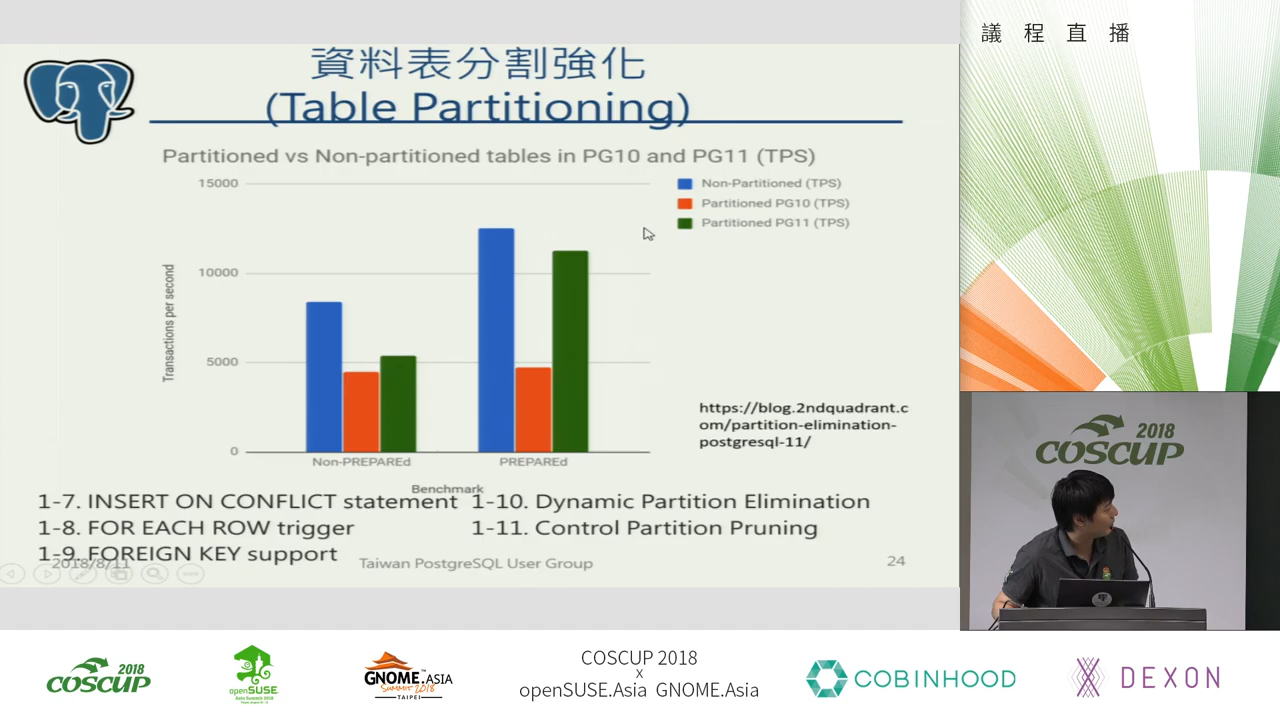 議 程 直 播
資料表分割強化
(Table Partitioning)
Partitioned vs Non-partitioned tables in PG10 and PG11 (TPS)
15000
10000
5000
0
Transactions per second
Non-Partitioned (TPS)
Partitioned PG10 (TPS)
Partitioned PG11 (TPS)
Non-PREPAREd
PREPAREd
Benchmark
https://blog.2ndquadrant.c
om/partition-elimination-
postgresql-11/
1-7. INSERT ON CONFLICT statement
1-8. FOR EACH ROW trigger
1-9. FOREIGN KEY support
1-10. Dynamic Partition Elimination
1-11. Control Partition Pruning
2018/8/11
Taiwan PostgreSQL User Group
24
2018
COSCUP
2018
COSCUP
openSUSE
GNOME.ASIA
SUMMIT 2018
TAIPEI
COSCUP 2018
x
openSUSE.Asia GNOME.Asia
COBINHOOD
DEXON